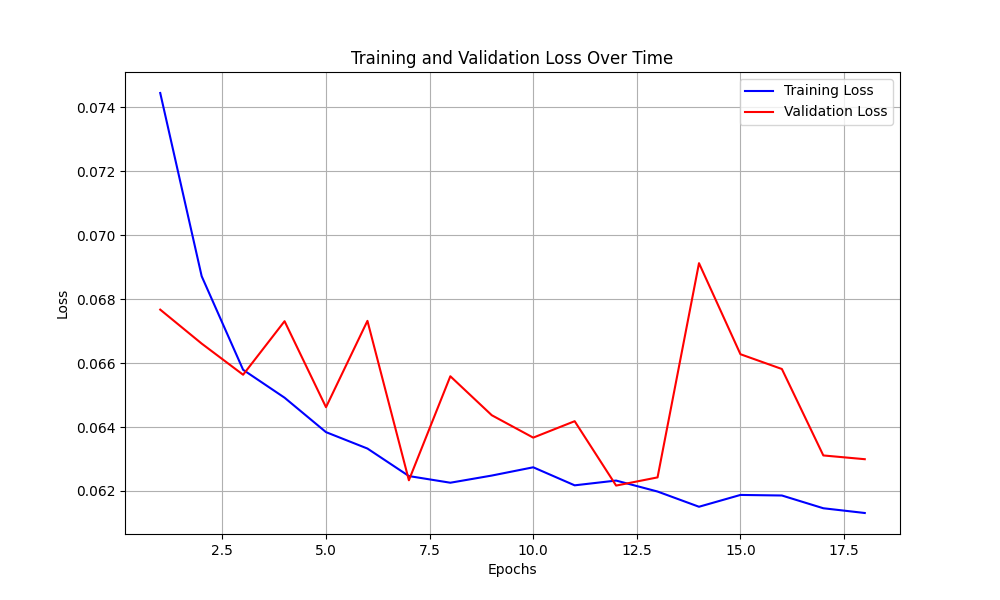 Training and Validation Loss Over Time
Training Loss
Validation Loss
0.074
0.072
0.070
0.068
0.066
0.064
0.062
Loss
2.5 5.0 7.5 10.0 12.5 15.0 17.5
Epochs